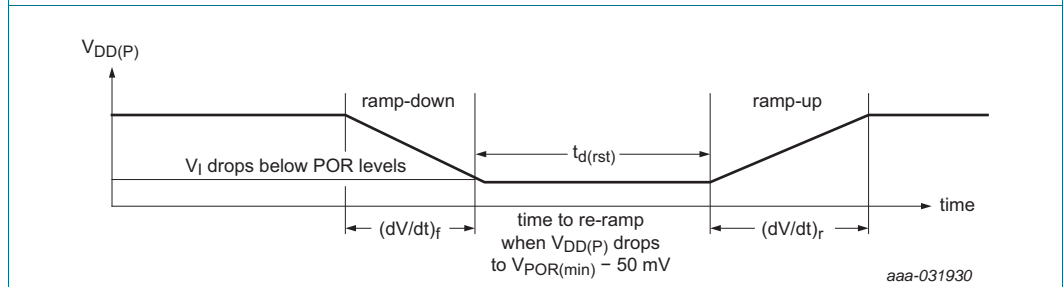 VDD(P)
ramp-down
ramp-up
td(rst)
VI drops below POR levels
time
(dV/dt)f
time to re-ramp
when VDD(P) drops
to VPOR(min) − 50 mV
(dV/dt)r
aaa-031930